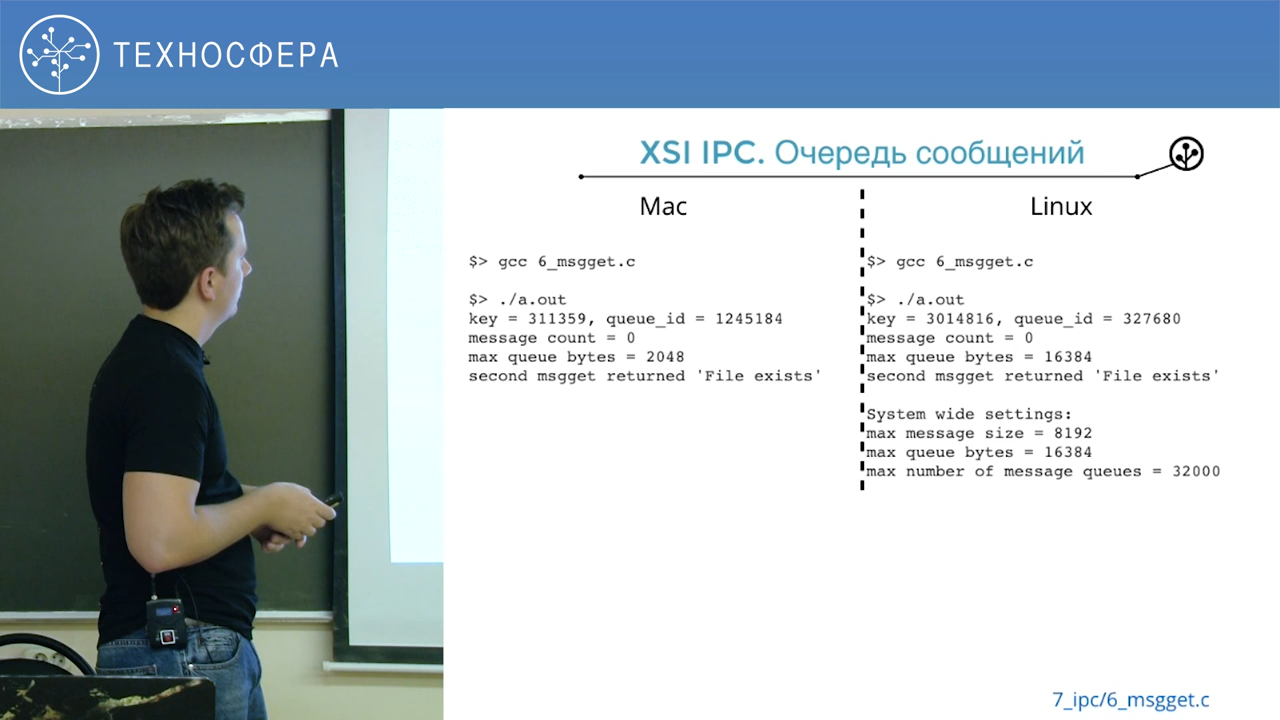 ТЕХНОСФЕРА
XSI IPC. Очередь сообщений
Mac
$> gcc 6_msgget.c
$> ./a.out
key = 311359, queue_id = 1245184
message count = 0
max queue bytes = 2048
second msgget returned 'File exists'
Linux
$> gcc 6_msgget.c
$> ./a.out
key = 3014816, queue_id = 327680
message count = 0
max queue bytes = 16384
second msgget returned 'File exists'
System wide settings:
max message size = 8192
max queue bytes = 16384
max number of message queues = 32000
7_ipc/6_msgget.c